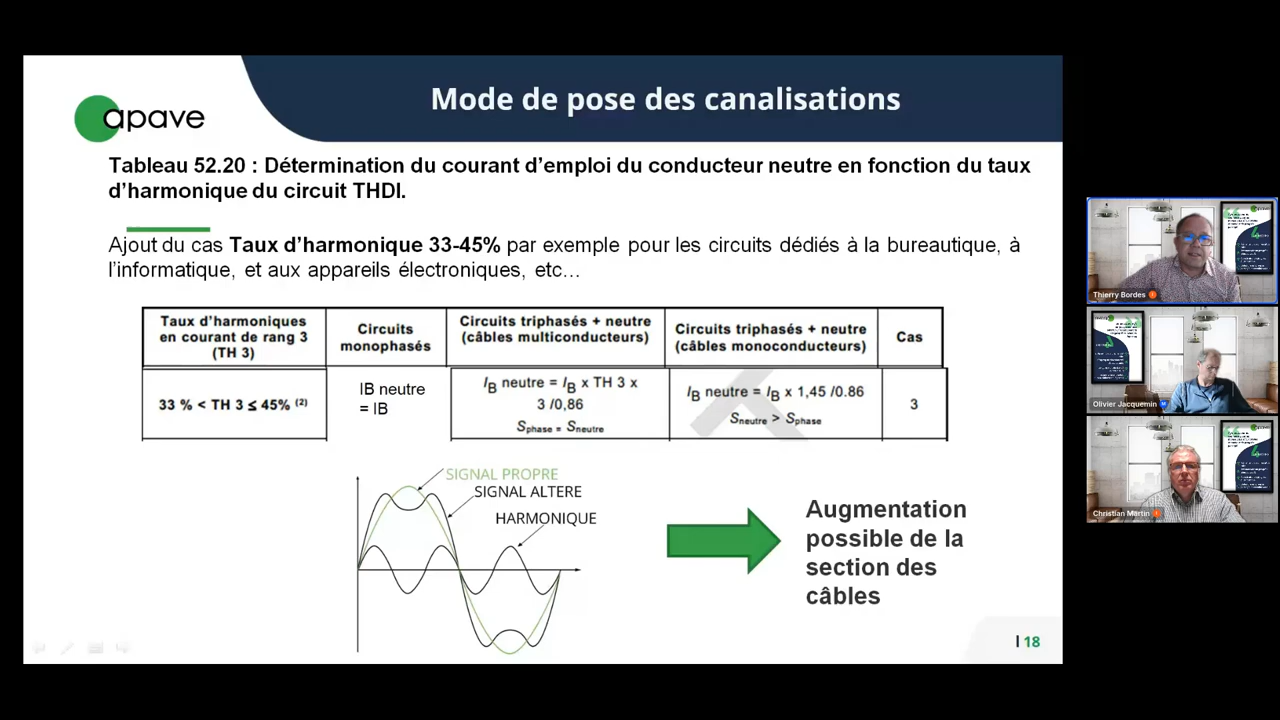 apave
Mode de pose des canalisations
Tableau 52.20 : Détermination du courant d’emploi du conducteur neutre en fonction du taux
d’harmonique du circuit THDI.
Ajout du cas Taux d’harmonique 33-45% par exemple pour les circuits dédiés à la bureautique, à
l’informatique, et aux appareils électroniques, etc…
Taux d’harmoniques
en courant de rang 3
(TH 3)
Circuits
monophasés
Circuits triphasés + neutre
(câbles multiconducteurs)
Circuits triphasés + neutre
(câbles monoconducteurs)
Cas
33 % < TH 3 ≤ 45% (2)
IB neutre
= IB
IB neutre = IB x TH 3 x
3 /0,86
Sphase = Sneutre
IB neutre = IB x 1,45 /0.86
Sneutre > Sphase
3
SIGNAL PROPRE
SIGNAL ALTERE
HARMONIQUE
Augmentation
possible de la
section des
câbles
18
Thierry Bordes
Olivier Jacquemin
Christian Martin